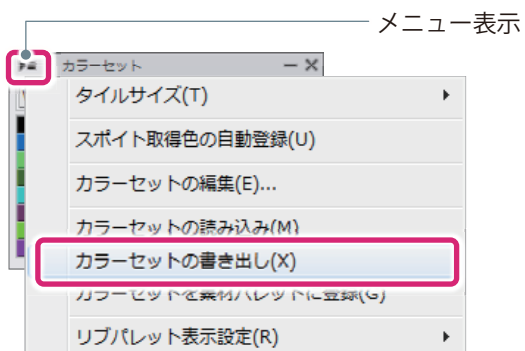 メニュー表示
カラーセット
タイルサイズ(T)
スポイト取得色の自動登録(U)
カラーセットの編集(E)...
カラーセットの読み込み(M)
カラーセットの書き出し(X)
カラーセットを素材パレットに登録(G)
リブパレット表示設定(R)